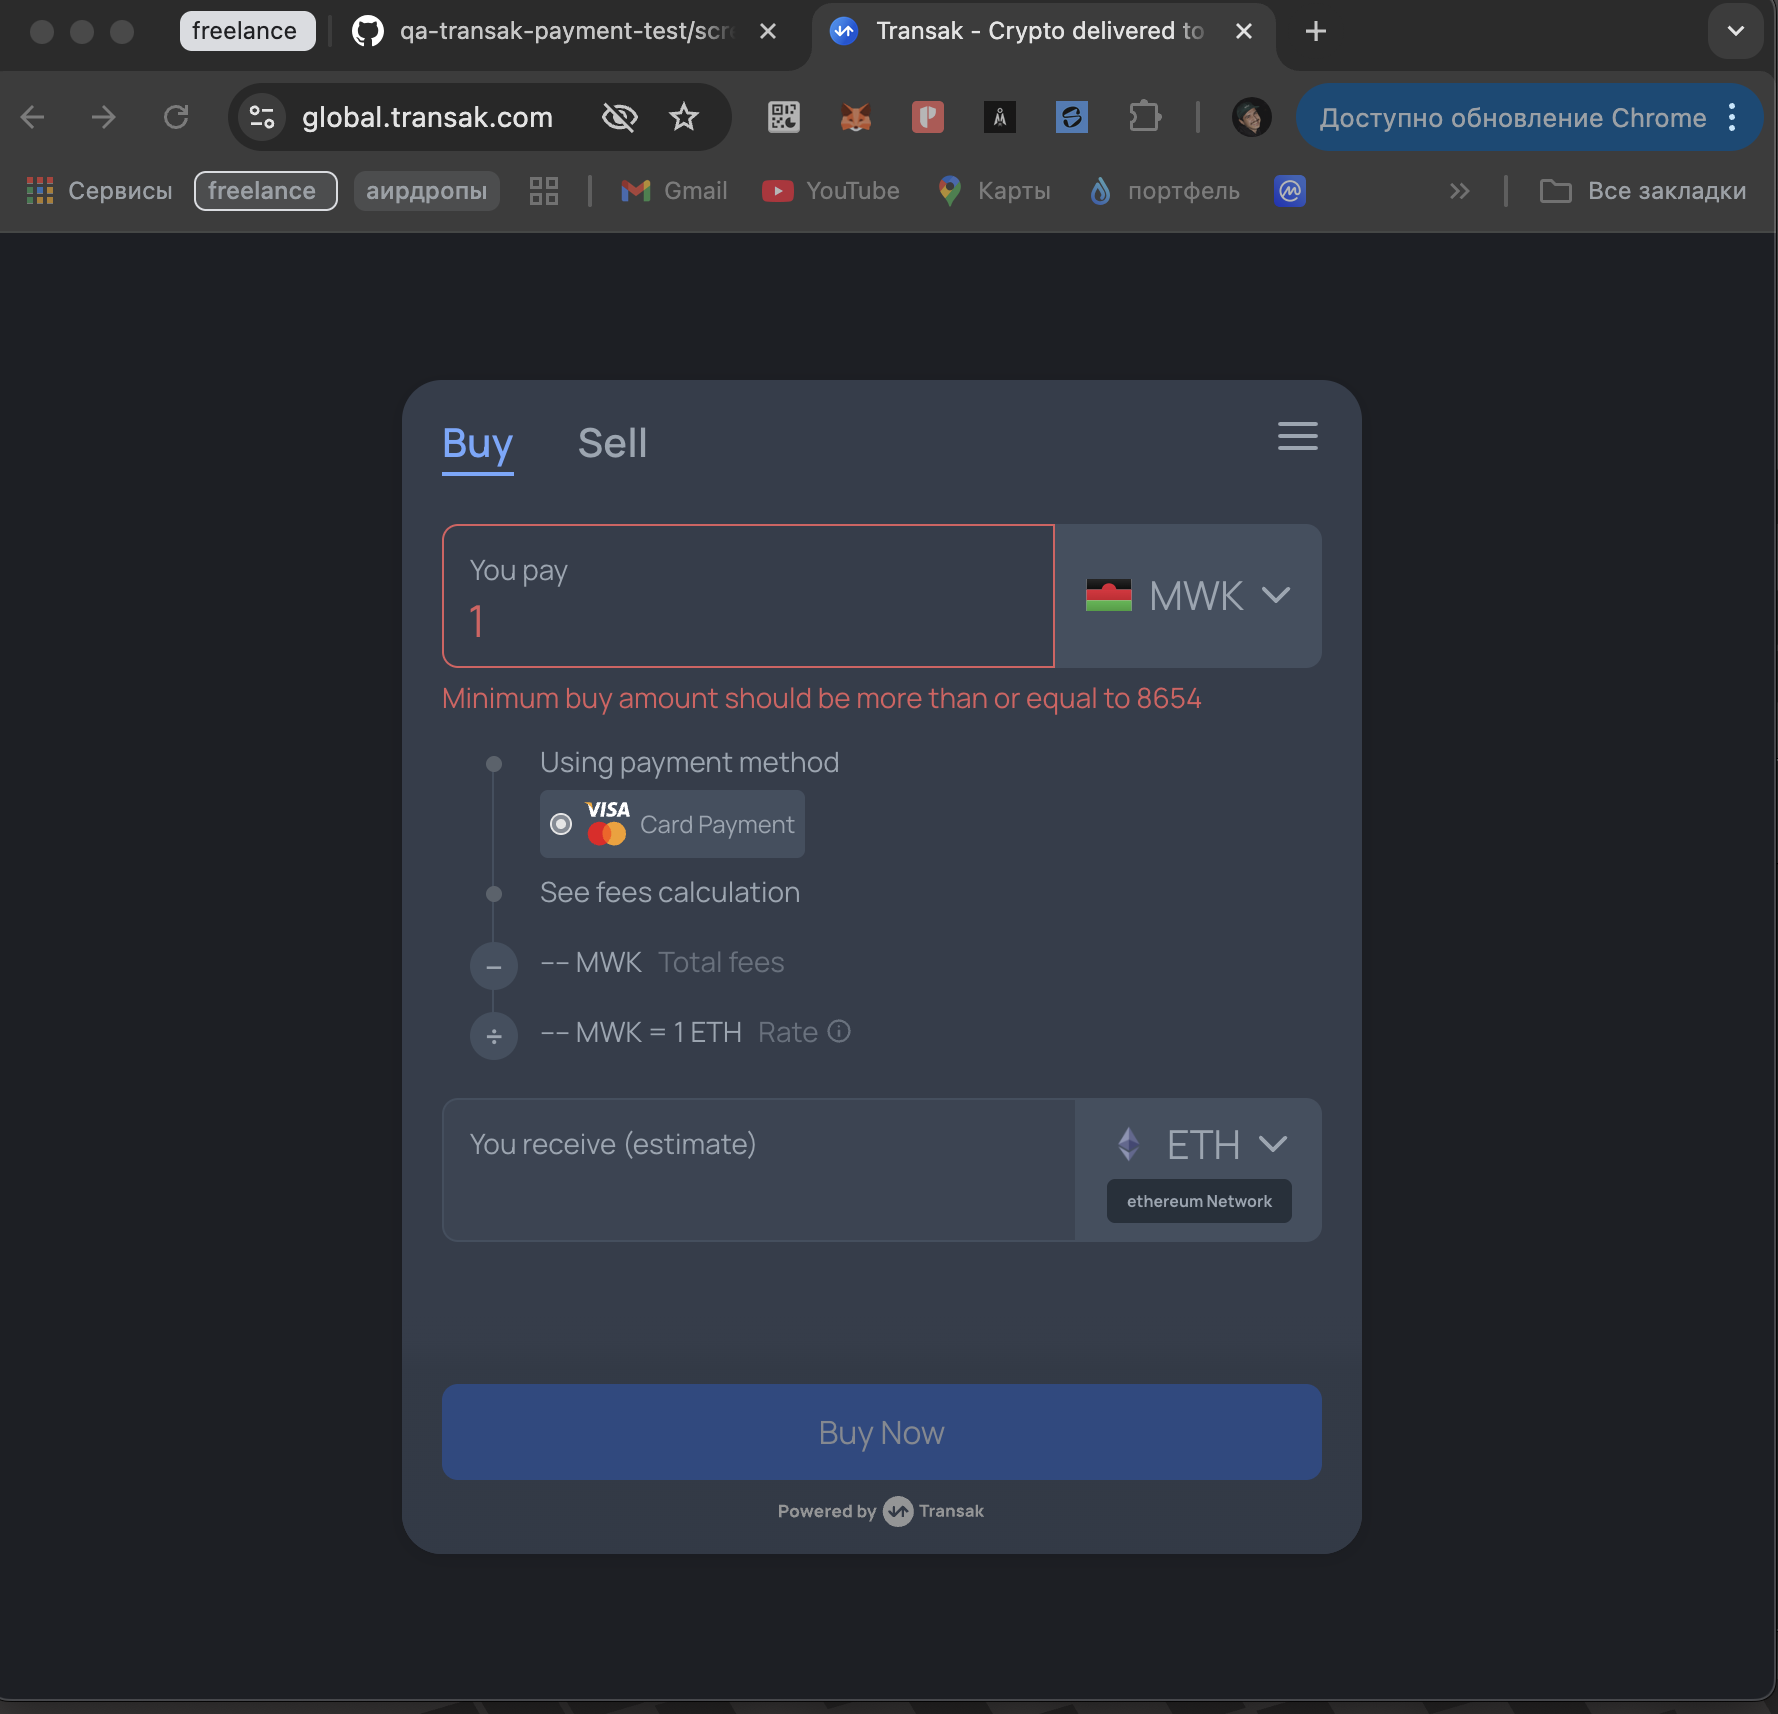 freelance
qa-transak-payment-test/scre
Transak - Crypto delivered to
global.transak.com
Доступно обновление Chrome
Сервисы
freelance
аирдропы
Gmail
YouTube
Карты
портфель
Все закладки
Buy
Sell
You pay
1
MWK
Minimum buy amount should be more than or equal to 8654
Using payment method
VISA
Card Payment
See fees calculation
-- MWK Total fees
-- MWK = 1 ETH Rate
You receive (estimate)
ETH
ethereum Network
Buy Now
Powered by Transak